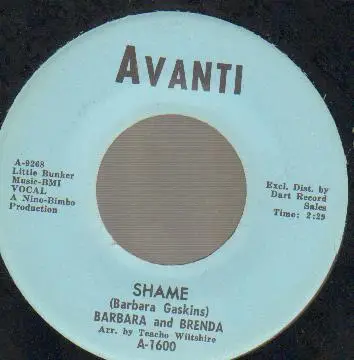 AVANTI
A-9268
Little Bunker
Music-BMI
VOCAL
A Nino-Bimbo
Production
Excl. Dist. by
Dart Record
Sales
Time: 2:29
SHAME
(Barbara Gaskins)
BARBARA and BRENDA
Arr. by Teacho Wiltshire
A-1600